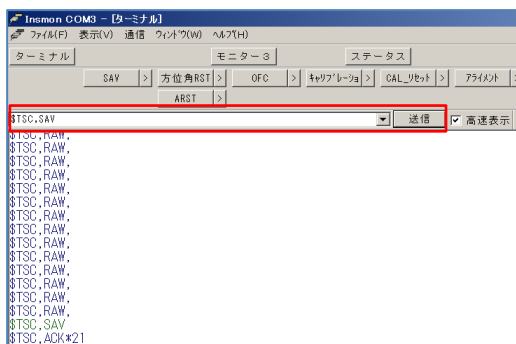 Insmon COM3 - [ターミナル]
ファイル(F) 表示(V) 通信 ウィンドウ(W) ヘルプ(H)
ターミナル モニター3 ステータス
SAV > 方位角RST > OFC > キャリブレーショ > CAL_リセット > アライメント
ARST >
$TSC,SAV 送信 高速表示
$TSC,RAW,
$TSC,RAW,
$TSC,RAW,
$TSC,RAW,
$TSC,RAW,
$TSC,RAW,
$TSC,RAW,
$TSC,RAW,
$TSC,RAW,
$TSC,RAW,
$TSC,RAW,
$TSC,RAW,
$TSC,RAW,
$TSC,RAW,
$TSC,SAV
$TSC,ACK*21